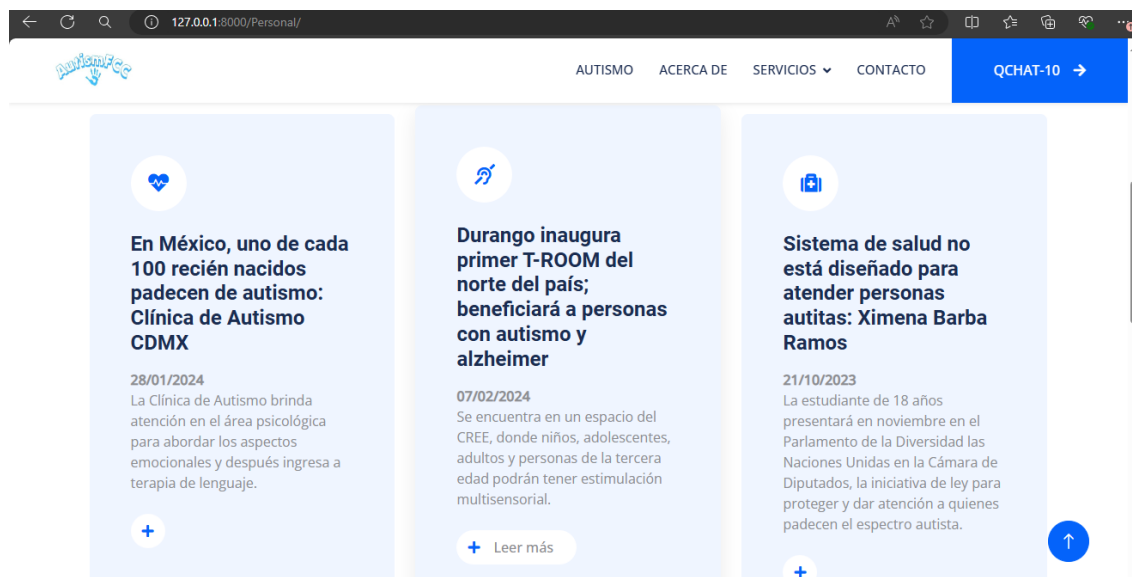 127.0.0.1:8000/Personal/
AutismFCC
AUTISMO
ACERCA DE
SERVICIOS
CONTACTO
QCHAT-10
En México, uno de cada
100 recién nacidos
padecen de autismo:
Clínica de Autismo
CDMX
28/01/2024
La Clínica de Autismo brinda
atención en el área psicológica
para abordar los aspectos
emocionales y después ingresa a
terapia de lenguaje.
Durango inaugura
primer T-ROOM del
norte del país;
beneficiará a personas
con autismo y
alzheimer
07/02/2024
Se encuentra en un espacio del
CREE, donde niños, adolescentes,
adultos y personas de la tercera
edad podrán tener estimulación
multisensorial.
Leer más
Sistema de salud no
está diseñado para
atender personas
autitas: Ximena Barba
Ramos
21/10/2023
La estudiante de 18 años
presentará en noviembre en el
Parlamento de la Diversidad las
Naciones Unidas en la Cámara de
Diputados, la iniciativa de ley para
proteger y dar atención a quienes
padecen el espectro autista.